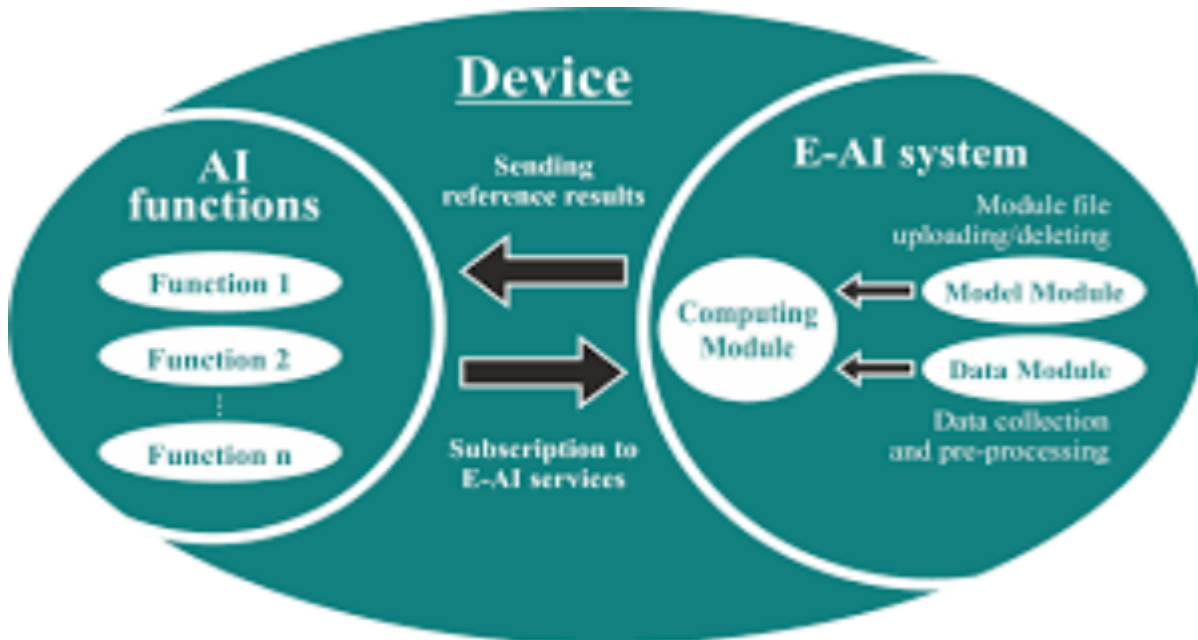 Device
AI
functions
Function 1
Function 2
Function n
Sending
reference results
Subscription to
E-AI services
E-AI system
Module file
uploading/deleting
Computing
Module
Model Module
Data Module
Data collection
and pre-processing